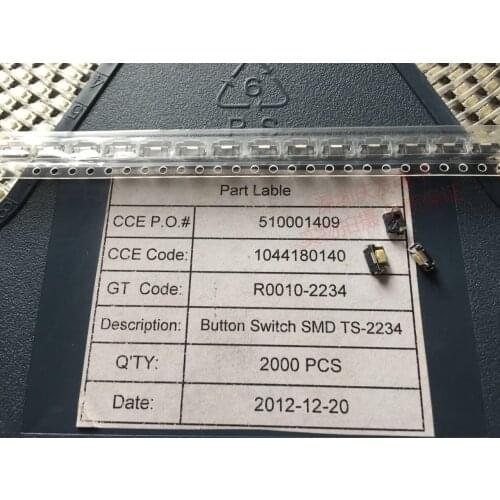 6
PS
Part Lable
CCE P.O.# 510001409
CCE Code: 1044180140
GT Code: R0010-2234
Description: Button Switch SMD TS-2234
Q'TY: 2000 PCS
Date: 2012-12-20